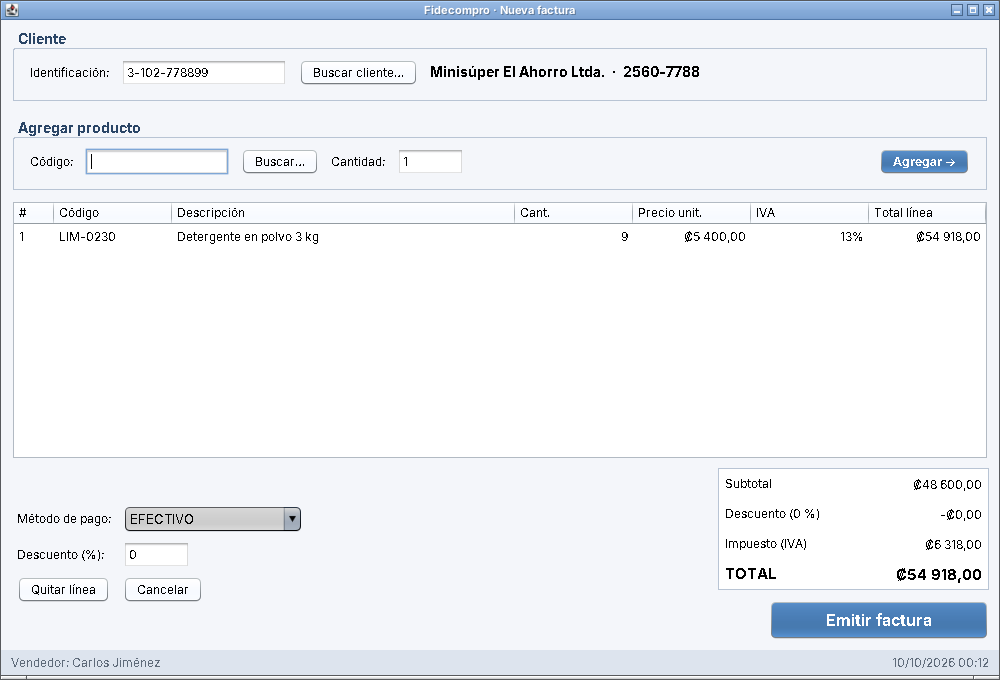 Fidecompro · Nueva factura
Cliente
Identificación: 3-102-778899 Buscar cliente... Minisúper El Ahorro Ltda. · 2560-7788
Agregar producto
Código: Buscar... Cantidad: 1 Agregar →
# Código Descripción Cant. Precio unit. IVA Total línea
1 LIM-0230 Detergente en polvo 3 kg 9 ₡5 400,00 13% ₡54 918,00
Subtotal ₡48 600,00
Descuento (0 %) -₡0,00
Impuesto (IVA) ₡6 318,00
TOTAL ₡54 918,00
Método de pago: EFECTIVO
Descuento (%): 0
Quitar línea Cancelar
Emitir factura
Vendedor: Carlos Jiménez 10/10/2026 00:12